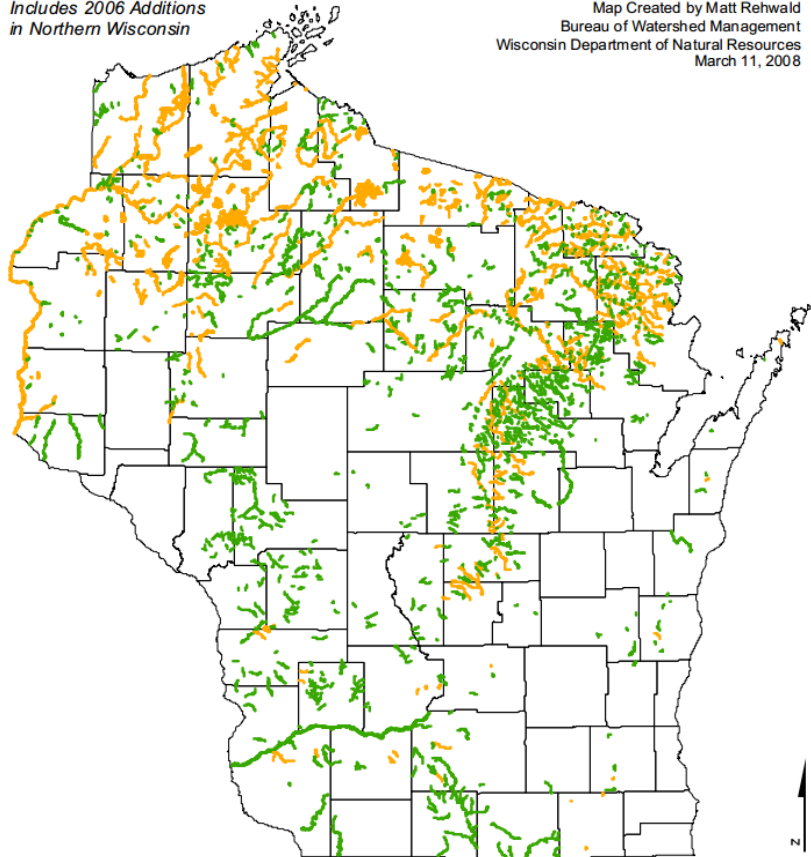 Includes 2006 Additions
in Northern Wisconsin
Map Created by Matt Rehwald
Bureau of Watershed Management
Wisconsin Department of Natural Resources
March 11, 2008
N